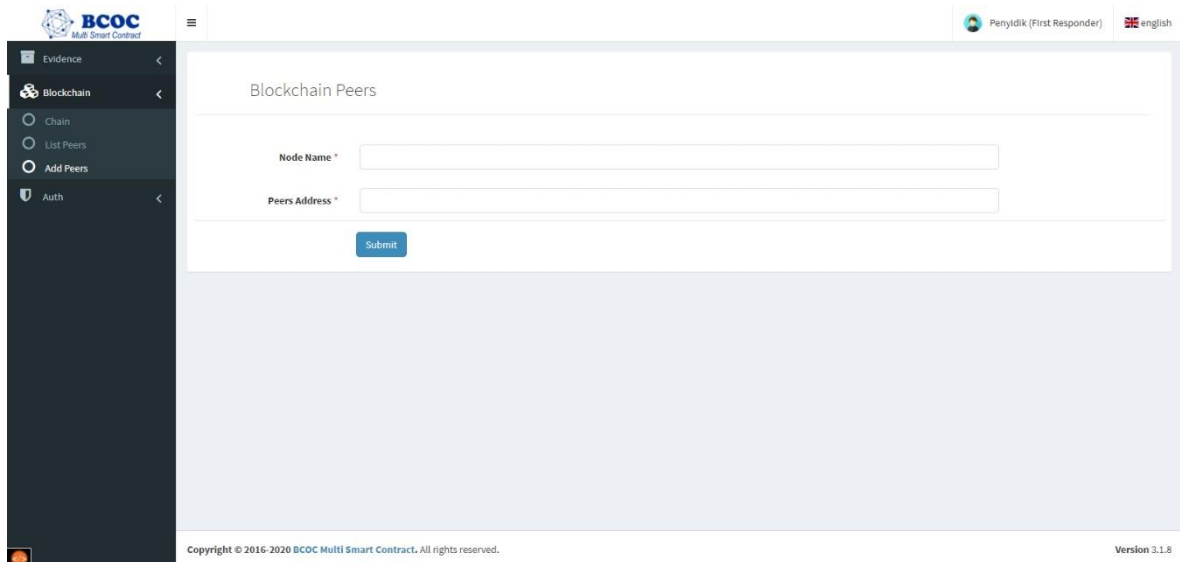 BCOC
Multi Smart Contract
Penyidik (First Responder)
english
Evidence
Blockchain
Chain
List Peers
Add Peers
Auth
Blockchain Peers
Node Name *
Peers Address *
Submit
Copyright © 2016-2020 BCOC Multi Smart Contract. All rights reserved.
Version 3.1.8